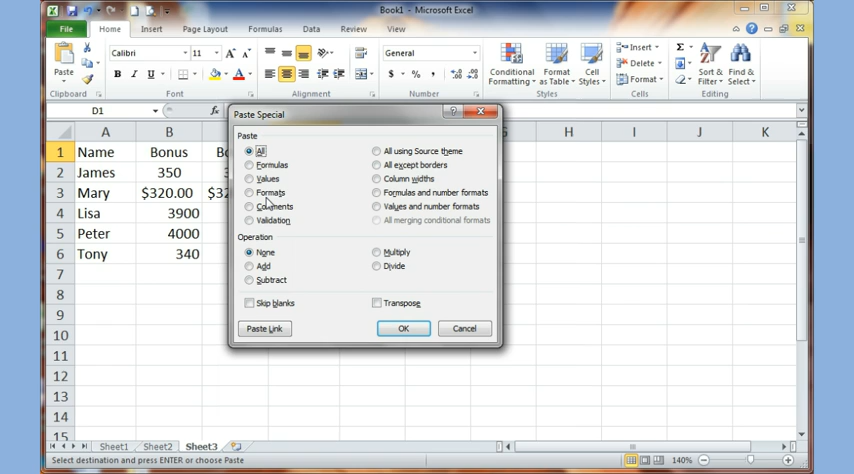 Book1 - Microsoft Excel
File Home Insert Page Layout Formulas Data Review View
Calibri 11 General Insert
Paste Conditional Format Cell Delete Sort & Find &
B I U $ % , Formatting as Table Styles Format Filter Select
Clipboard Font Alignment Number Styles Cells Editing
D1 fx
Paste Special
A B G H I J K
1 Name Bonus
2 James 350
3 Mary $320.00
4 Lisa 3900
5 Peter 4000
6 Tony 340
7
8
9
10
11
12
13
14
15
Paste
All All using Source theme
Formulas All except borders
Values Column widths
Formats Formulas and number formats
Comments Values and number formats
Validation All merging conditional formats
Operation
None Multiply
Add Divide
Subtract
Skip blanks Transpose
Paste Link OK Cancel
Sheet1 Sheet2 Sheet3
Select destination and press ENTER or choose Paste 140%